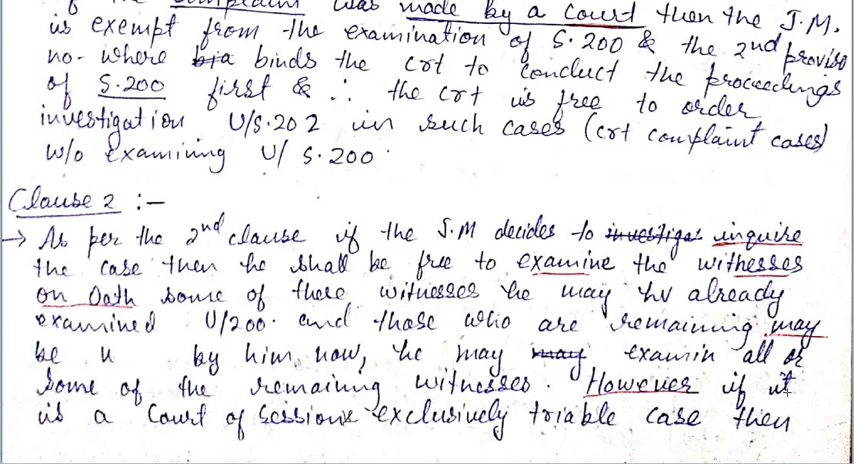 if the complaint was made by a court then the J.M.
is exempt from the examination of S.200 & the 2nd proviso
no-where bia binds the crt to conduct the proceedings
of S.200 first & ∴ the crt is free to order
investigation U/S.202 in such cases (crt complaint cases)
w/o examining U/S.200.
Clause 2 :-
→ As per the 2nd clause if the J.M decides to investigat inquire
the case then he shall be free to examine the withesses
on Oath some of these witnesses he may hv already
examined U/200. and those who are remaining may
be by him, now, he may may examin all or
some of the remaining witnesses. However if it
is a Court of Sessions exclusively triable case then